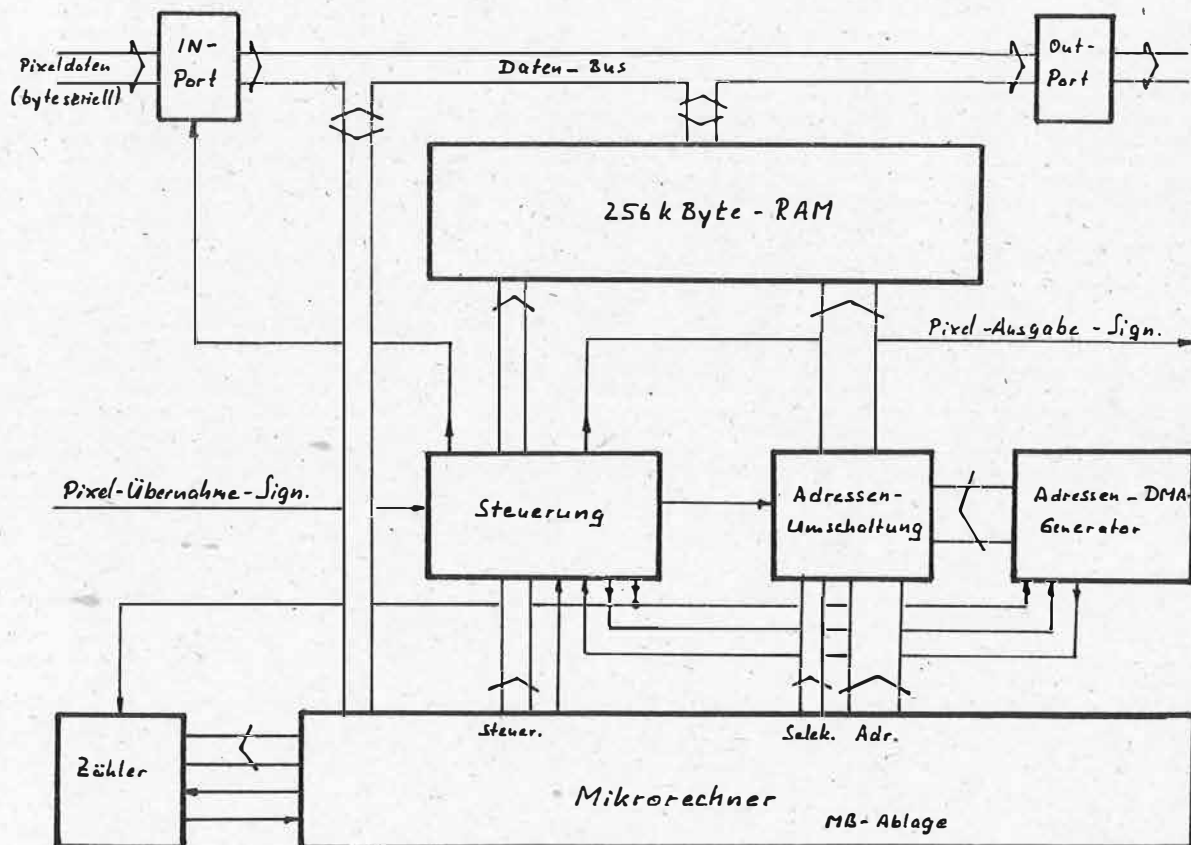 IN-
Port
Pixeldaten
(byteseriell)
Daten-Bus
Out-
Port
256k Byte - RAM
Pixel-Ausgabe-Sign.
Pixel-Übernahme-Sign.
Steuerung
Adressen-
Umschaltung
Adressen-DMA-
Generator
Steuer.
Selek. Adr.
Zähler
Mikrorechner
MB-Ablage